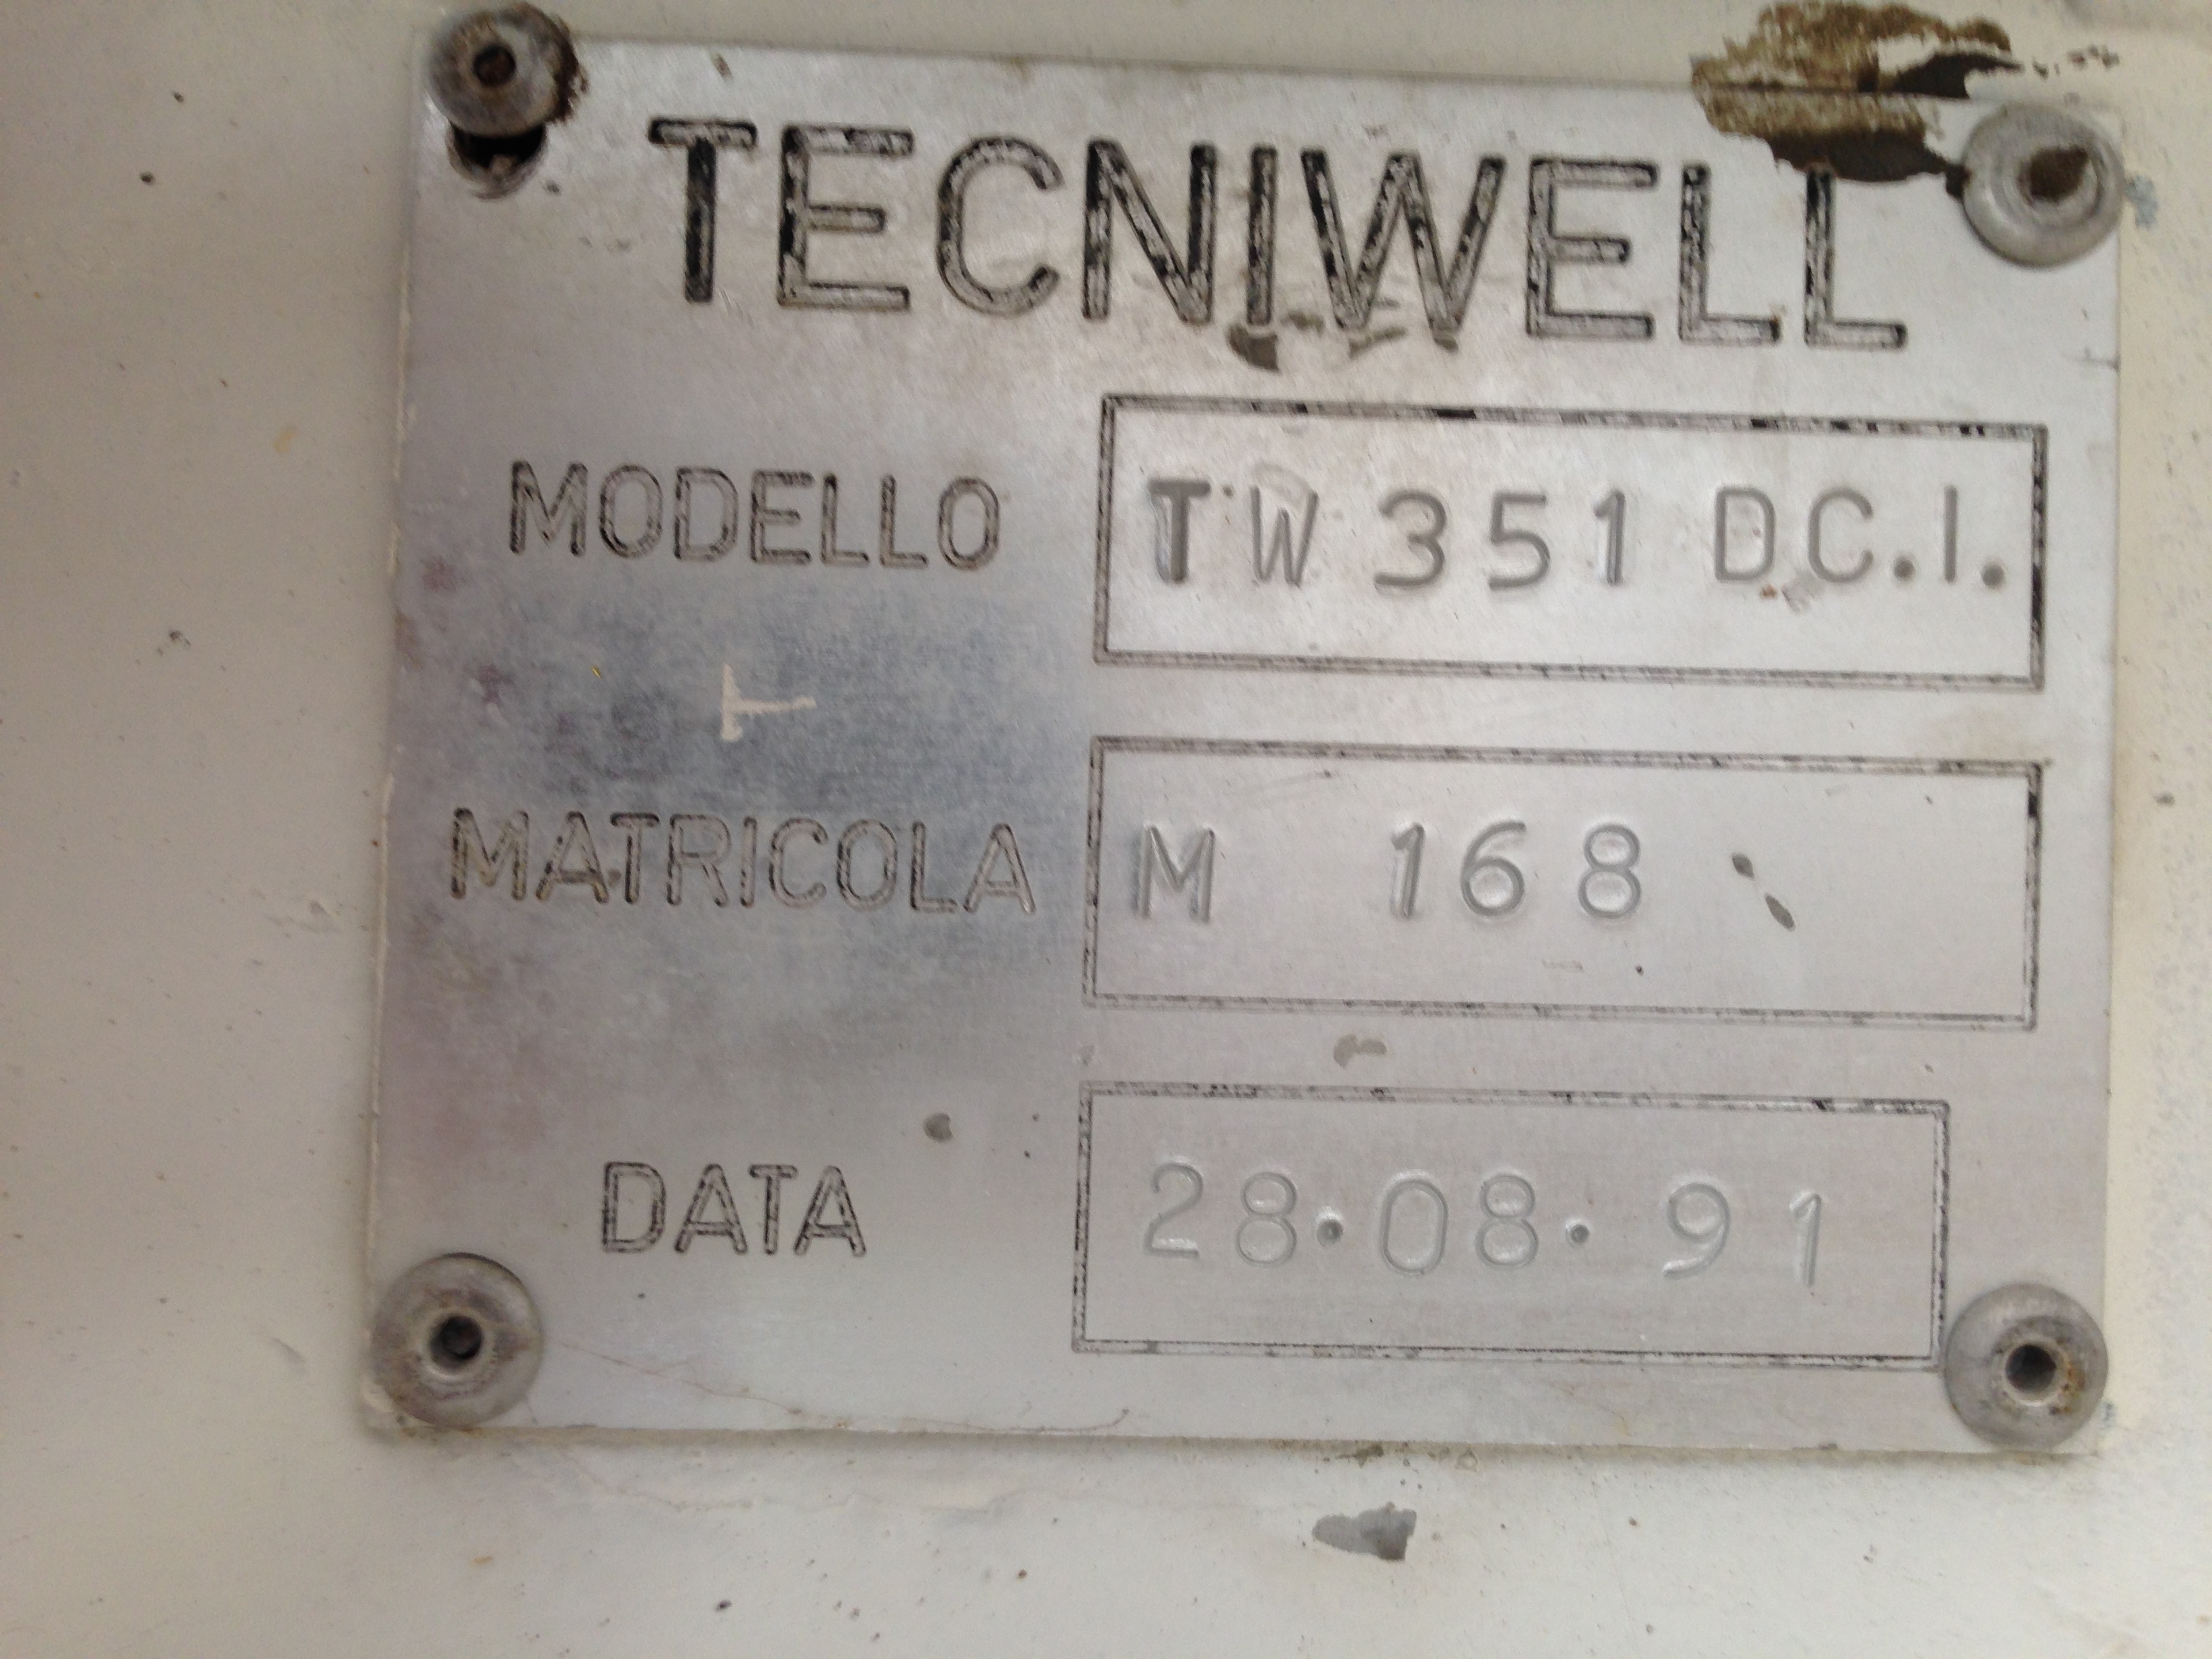 TECNIWELL
MODELLO TW 351 DC.I.
MATRICOLA M 168
DATA 28.08.91